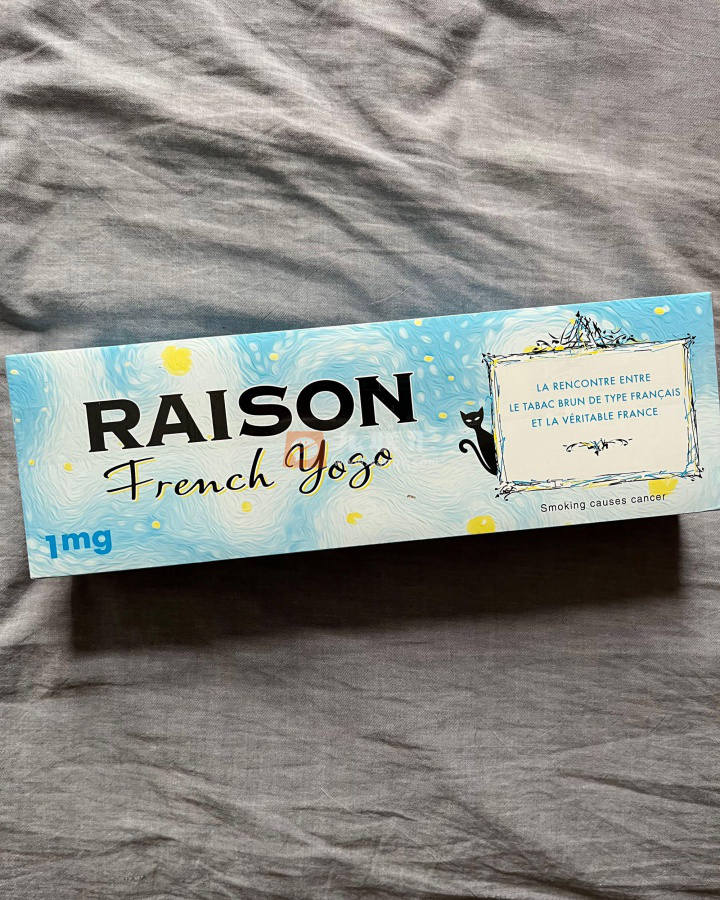 RAISON
French Yogo
1mg
LA RENCONTRE ENTRE
LE TABAC BRUN DE TYPE FRANÇAIS
ET LA VÉRITABLE FRANCE
Smoking causes cancer